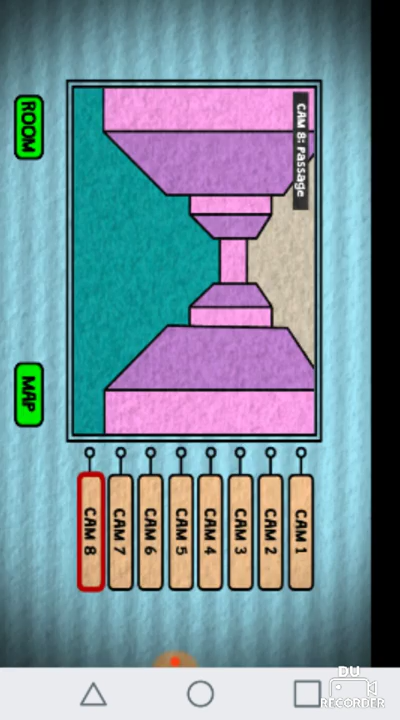 CAM 8: Passage
CAM 1
CAM 2
CAM 3
CAM 4
CAM 5
CAM 6
CAM 7
CAM 8
ROOM
MAP
DU
RECORDER